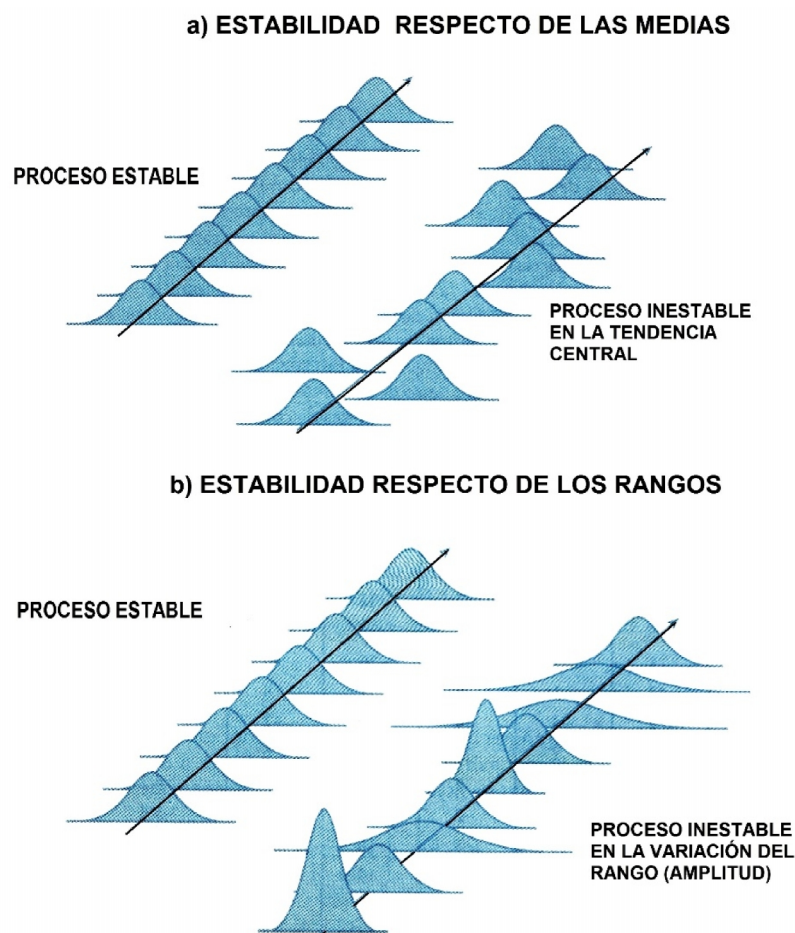 a) ESTABILIDAD RESPECTO DE LAS MEDIAS
PROCESO ESTABLE
PROCESO INESTABLE
EN LA TENDENCIA
CENTRAL
b) ESTABILIDAD RESPECTO DE LOS RANGOS
PROCESO ESTABLE
PROCESO INESTABLE
EN LA VARIACIÓN DEL
RANGO (AMPLITUD)